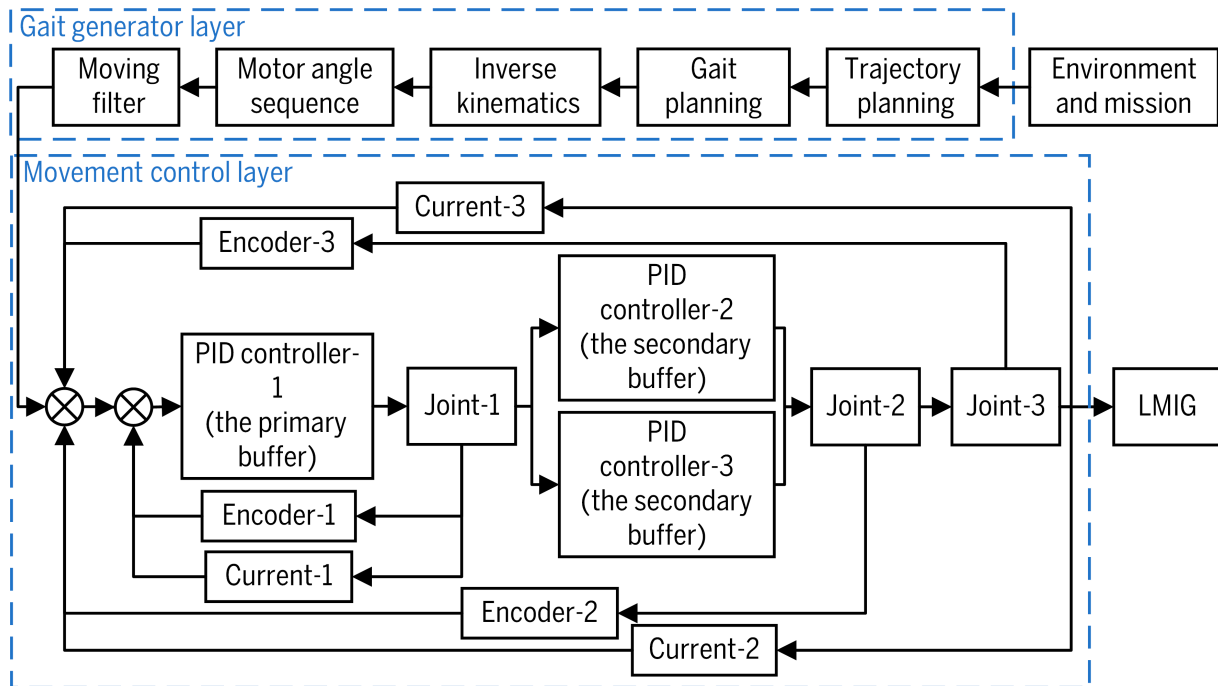 Gait generator layer
Moving
filter
Motor angle
sequence
Inverse
kinematics
Gait
planning
Trajectory
planning
Environment
and mission
Movement control layer
Current-3
Encoder-3
PID controller-
1
(the primary
buffer)
Joint-1
PID
controller-2
(the secondary
buffer)
PID
controller-3
(the secondary
buffer)
Joint-2
Joint-3
LMIG
Encoder-1
Current-1
Encoder-2
Current-2